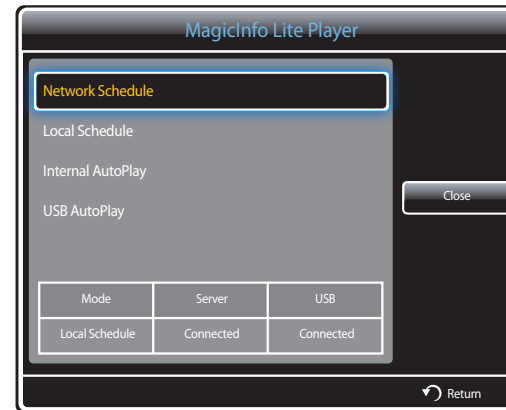 MagicInfo Lite Player
Network Schedule
Local Schedule
Internal AutoPlay
USB AutoPlay
Close
Mode Server USB
Local Schedule Connected Connected
Return